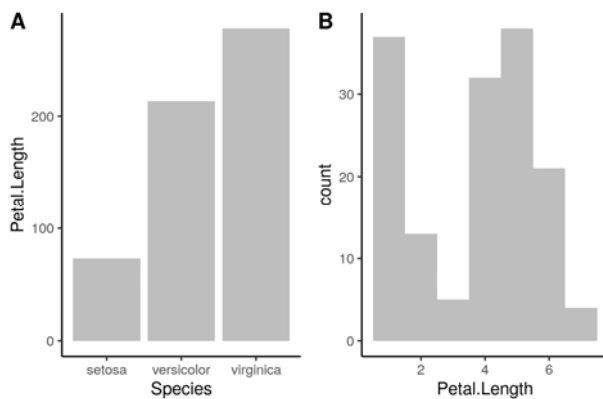 A
Petal.Length
200
100
0
setosa versicolor virginica
Species
B
count
30
20
10
0
2 4 6
Petal.Length